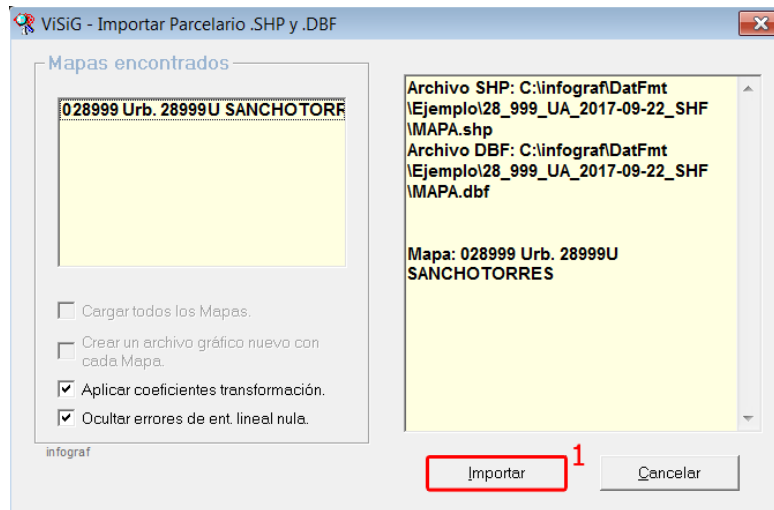 ViSiG - Importar Parcelario .SHP y .DBF
Mapas encontrados
028999 Urb. 28999U SANCHOTORR
Cargar todos los Mapas.
Crear un archivo gráfico nuevo con
cada Mapa.
Aplicar coeficientes transformación.
Ocultar errores de ent. lineal nula.
infograf
Archivo SHP: C:\infograf\DatFmt
\Ejemplo\28_999_UA_2017-09-22_SHF
\MAPA.shp
Archivo DBF: C:\infograf\DatFmt
\Ejemplo\28_999_UA_2017-09-22_SHF
\MAPA.dbf
Mapa: 028999 Urb. 28999U
SANCHOTORRES
Importar
1
Cancelar